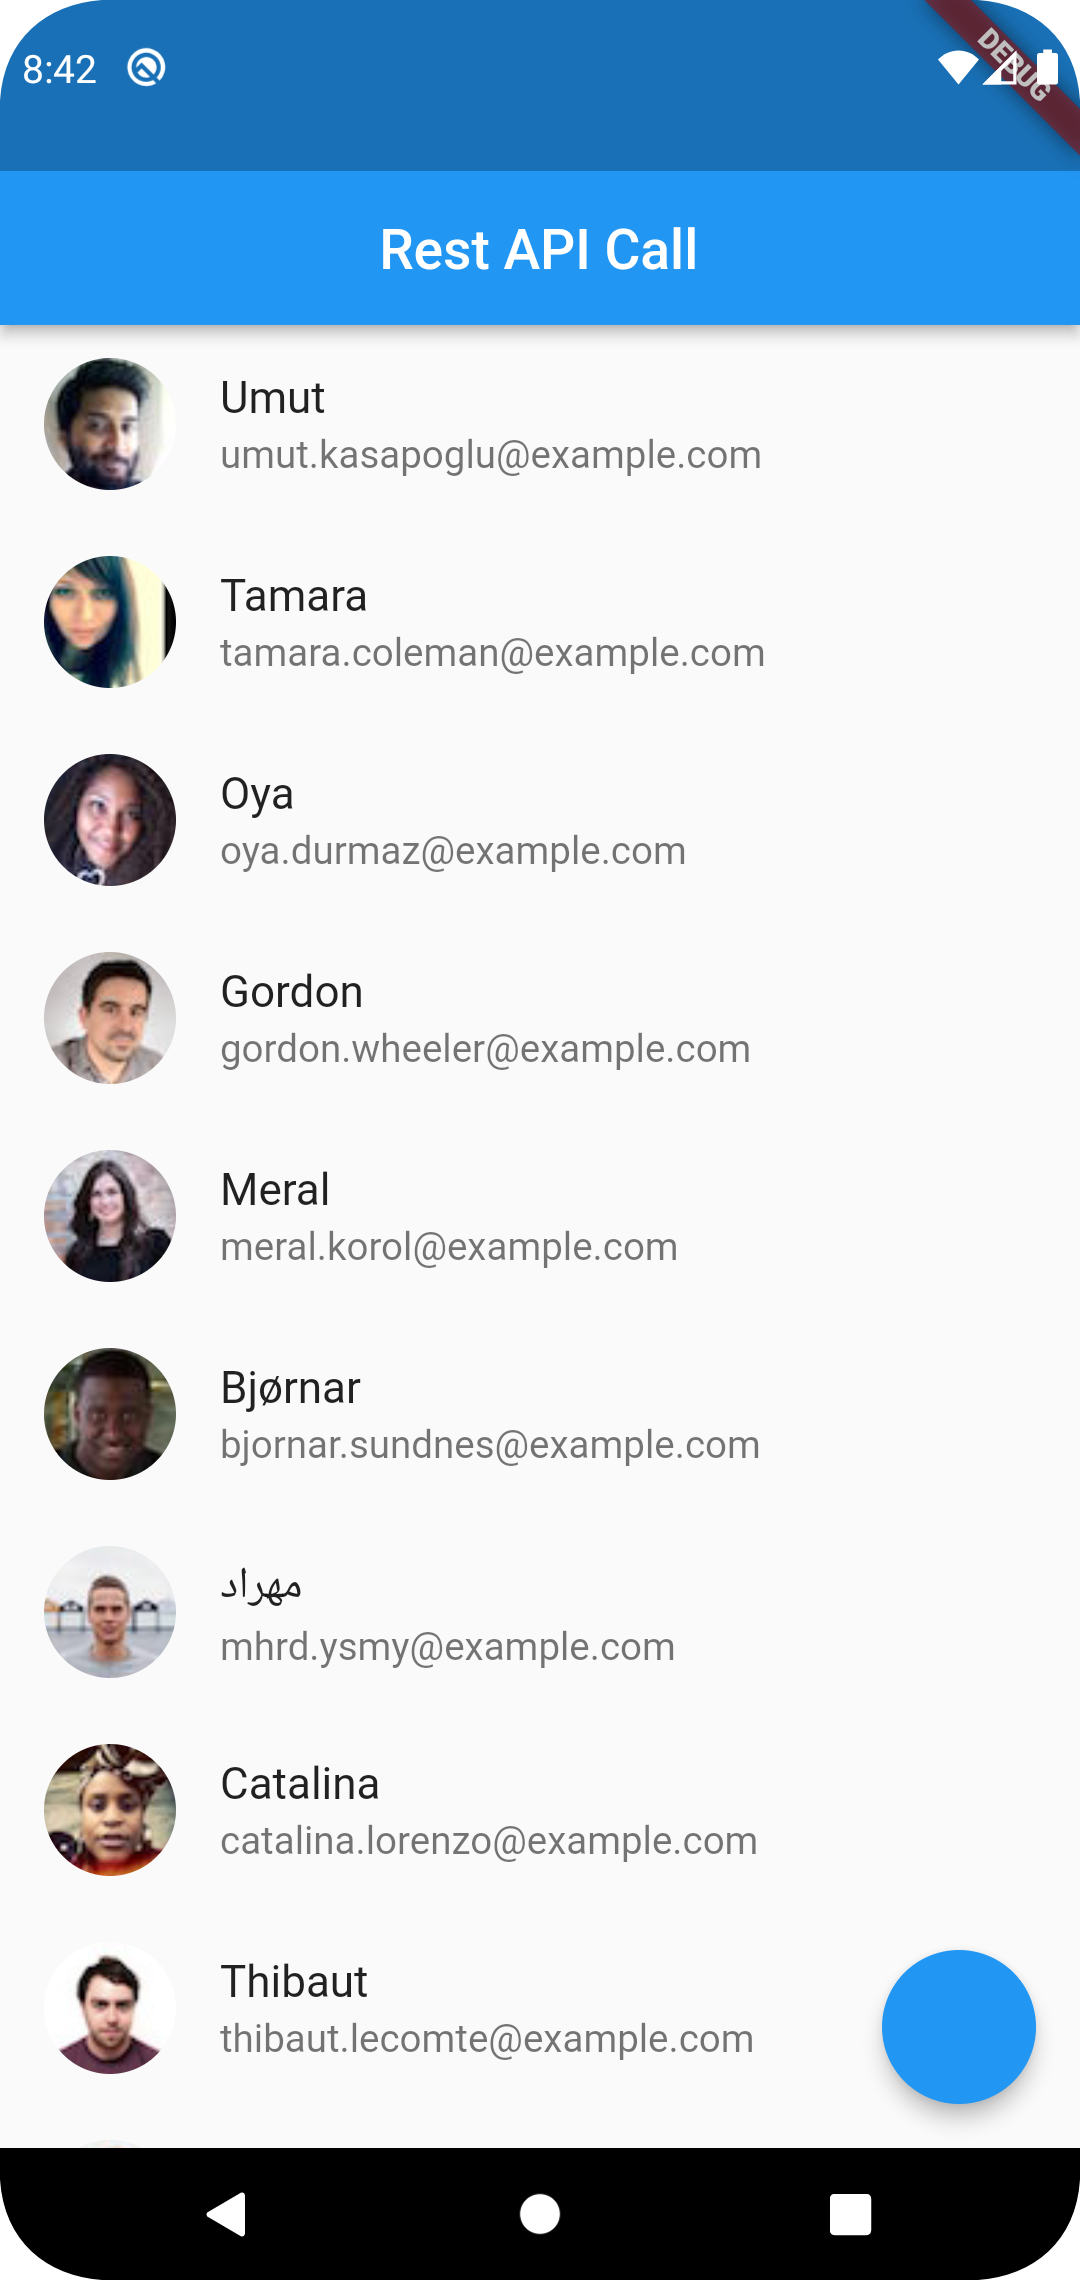 8:42
DEBUG
Rest API Call
Umut
umut.kasapoglu@example.com
Tamara
tamara.coleman@example.com
Oya
oya.durmaz@example.com
Gordon
gordon.wheeler@example.com
Meral
meral.korol@example.com
Bjørnar
bjornar.sundnes@example.com
مهراد
mhrd.ysmy@example.com
Catalina
catalina.lorenzo@example.com
Thibaut
thibaut.lecomte@example.com